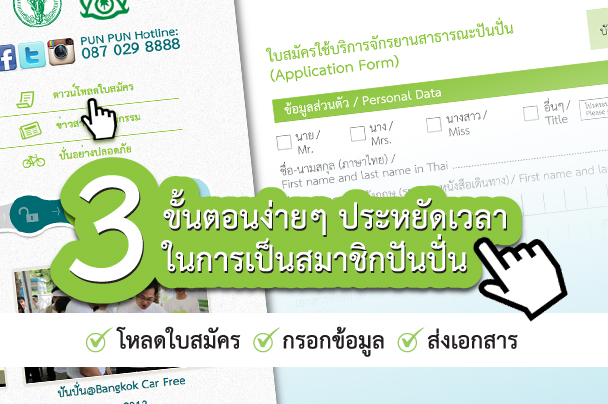 PUN PUN Hotline:
087 029 8888
ดาวน์โหลดใบสมัคร
ปั่นอย่างปลอดภัย
ใบสมัครใช้บริการจักรยานสาธารณะปันปั่น
(Application Form)
ข้อมูลส่วนตัว / Personal Data
นาย / นาง / นางสาว / อื่นๆ /
Mr. Mrs. Miss Title
ชื่อ-นามสกุล (ภาษาไทย) /
First name and last name in Thai
3
ขั้นตอนง่ายๆ ประหยัดเวลา
ในการเป็นสมาชิกปันปั่น
โหลดใบสมัคร กรอกข้อมูล ส่งเอกสาร
ปันปั่น@Bangkok Car Free